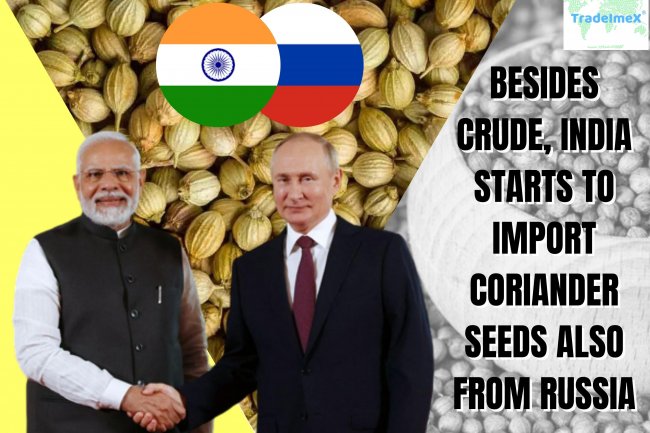 TradeImeX®
BESIDES
CRUDE, INDIA
STARTS TO
IMPORT
CORIANDER
SEEDS ALSO
FROM RUSSIA